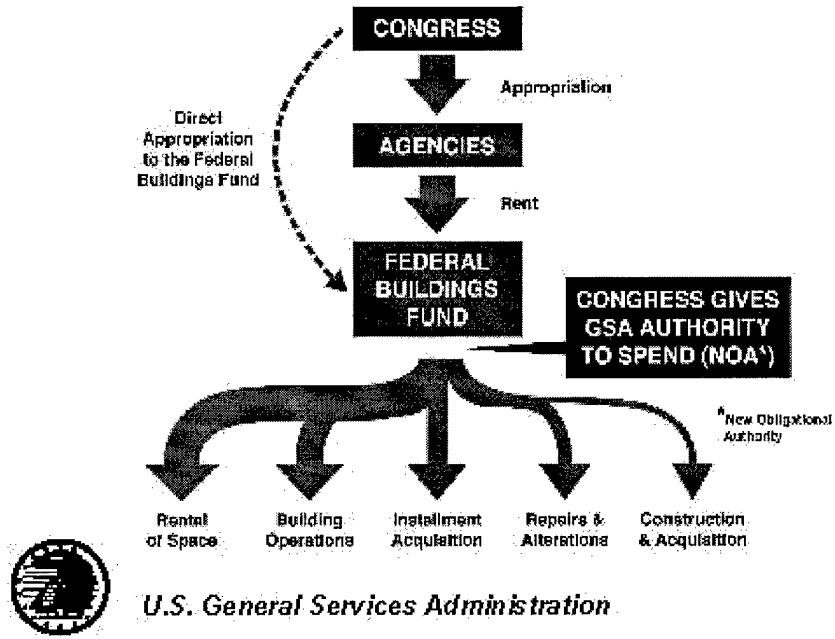 CONGRESS
Appropriation
Direct
Appropriation
to the Federal
Buildings Fund
AGENCIES
Rent
FEDERAL
BUILDINGS
FUND
CONGRESS GIVES
GSA AUTHORITY
TO SPEND (NOA*)
*New Obligational
Authority
Rental
of Space
Building
Operations
Installment
Acquisition
Repairs &
Alterations
Construction
& Acquisition
U.S. General Services Administration